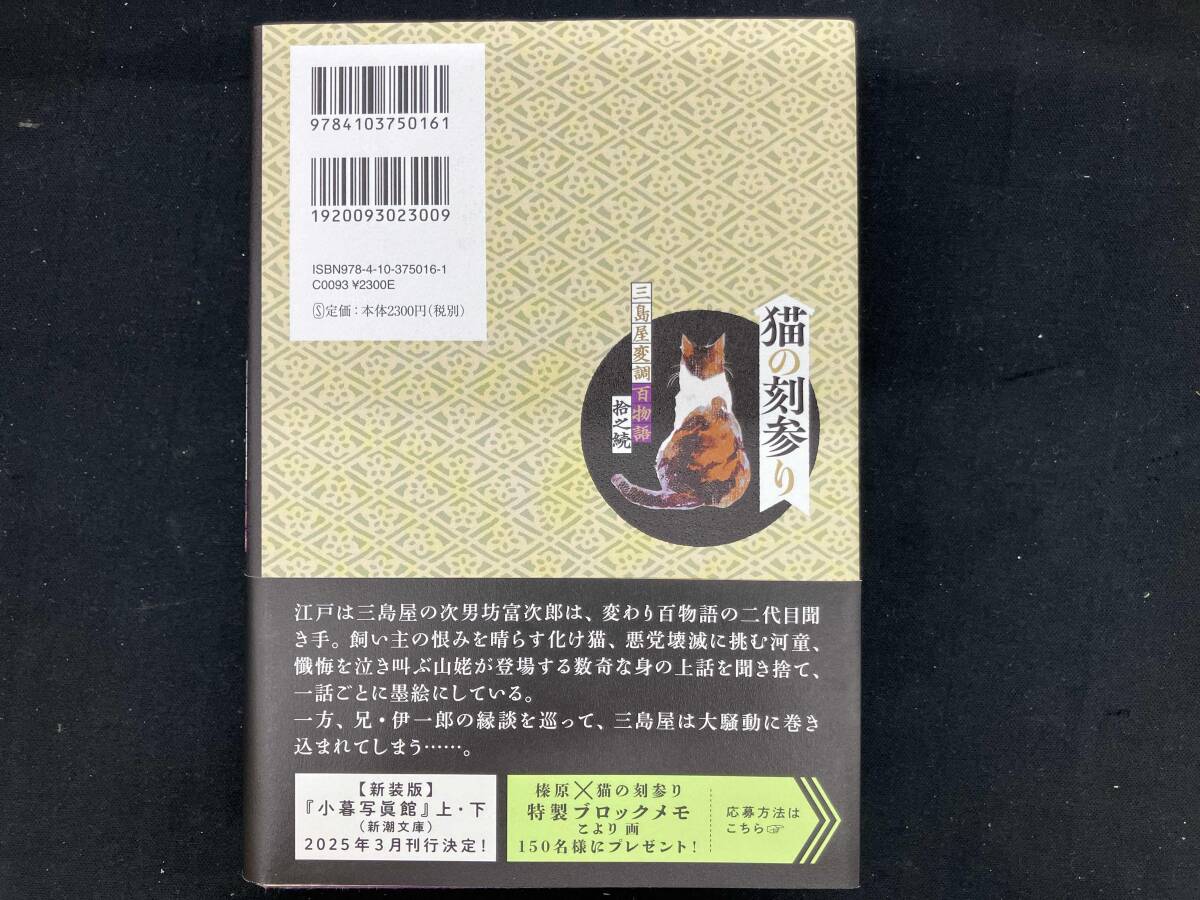 9784103750161
1920093023009
ISBN978-4-10-375016-1
C0093 ¥2300E
Ⓢ定価：本体2300円（税別）
猫の刻参り
三島屋変調百物語
拾之続
江戸は三島屋の次男坊富次郎は、変わり百物語の二代目聞
き手。飼い主の恨みを晴らす化け猫、悪党壊滅に挑む河童、
懺悔を泣き叫ぶ山姥が登場する数奇な身の上話を聞き捨て、
一話ごとに墨絵にしている。
一方、兄・伊一郎の縁談を巡って、三島屋は大騒動に巻き
込まれてしまう……。
【新装版】
『小暮写眞館』上・下
（新潮文庫）
2025年3月刊行決定！
榛原×猫の刻参り
特製ブロックメモ
こより 画
150名様にプレゼント！
応募方法は
こちら☞